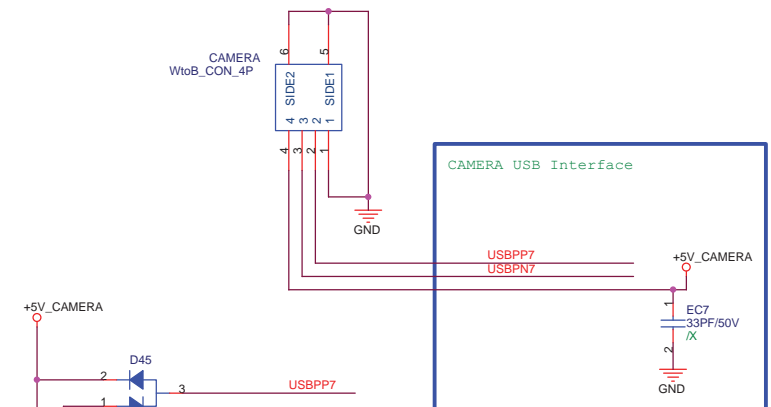 6
5
CAMERA
WtoB_CON_4P
SIDE2
SIDE1
4 3 2 1
4 3 2 1
CAMERA USB Interface
GND
USBPP7
+5V_CAMERA
USBPN7
+5V_CAMERA
1
EC7
33PF/50V
/X
2
D45
GND
2
3
USBPP7
1